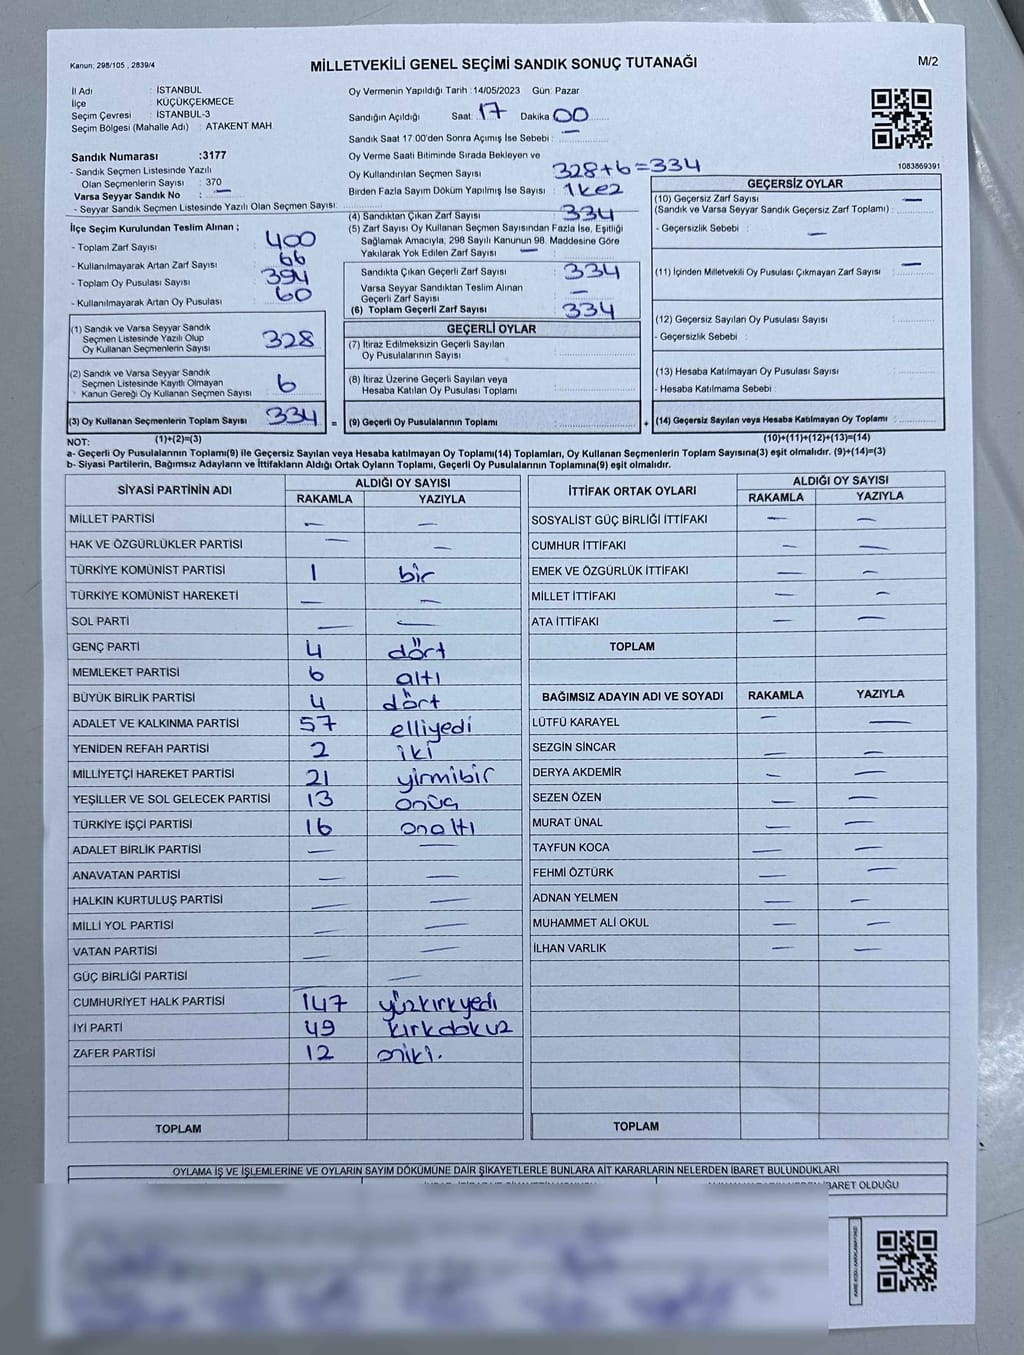 Kanun; 298/105 , 2839/4
MİLLETVEKİLİ GENEL SEÇİMİ SANDIK SONUÇ TUTANAĞI
M/2
İl Adı : İSTANBUL
İlçe : KÜÇÜKÇEKMECE
Seçim Çevresi : İSTANBUL-3
Seçim Bölgesi (Mahalle Adı) : ATAKENT MAH
Oy Vermenin Yapıldığı Tarih :14/05/2023 Gün: Pazar
Sandığın Açıldığı Saat: 17 Dakika 00
Sandık Saat 17.00'den Sonra Açımış İse Sebebi : —
1083869391
Sandık Numarası :3177
- Sandık Seçmen Listesinde Yazılı
Olan Seçmenlerin Sayısı : 370
Varsa Seyyar Sandık No : —
- Seyyar Sandık Seçmen Listesinde Yazılı Olan Seçmen Sayısı:
Oy Verme Saati Bitiminde Sırada Bekleyen ve
Oy Kullandırılan Seçmen Sayısı 328+6=334
Birden Fazla Sayım Döküm Yapılmış İse Sayısı 1kez
İlçe Seçim Kurulundan Teslim Alınan ;
- Toplam Zarf Sayısı 400
- Kullanılmayarak Artan Zarf Sayısı 66
- Toplam Oy Pusulası Sayısı 394
- Kullanılmayarak Artan Oy Pusulası 60
(4) Sandıktan Çıkan Zarf Sayısı 334
(5) Zarf Sayısı Oy Kullanan Seçmen Sayısından Fazla İse, Eşitliği
Sağlamak Amacıyla; 298 Sayılı Kanunun 98. Maddesine Göre
Yakılarak Yok Edilen Zarf Sayısı —
Sandıkta Çıkan Geçerli Zarf Sayısı 334
Varsa Seyyar Sandıktan Teslim Alınan
Geçerli Zarf Sayısı —
(6) Toplam Geçerli Zarf Sayısı 334
GEÇERSİZ OYLAR
(10) Geçersiz Zarf Sayısı —
(Sandık ve Varsa Seyyar Sandık Geçersiz Zarf Toplamı) :
- Geçersizlik Sebebi : —
(11) İçinden Milletvekili Oy Pusulası Çıkmayan Zarf Sayısı —
(12) Geçersiz Sayılan Oy Pusulası Sayısı
- Geçersizlik Sebebi :
(13) Hesaba Katılmayan Oy Pusulası Sayısı
- Hesaba Katılmama Sebebi :
(14) Geçersiz Sayılan veya Hesaba Katılmayan Oy Toplamı :
(1) Sandık ve Varsa Seyyar Sandık
Seçmen Listesinde Yazılı Olup
Oy Kullanan Seçmenlerin Sayısı 328
(2) Sandık ve Varsa Seyyar Sandık
Seçmen Listesinde Kayıtlı Olmayan
Kanun Gereği Oy Kullanan Seçmen Sayısı 6
(3) Oy Kullanan Seçmenlerin Toplam Sayısı 334 =
GEÇERLİ OYLAR
(7) İtiraz Edilmeksizin Geçerli Sayılan
Oy Pusulalarının Sayısı
(8) İtiraz Üzerine Geçerli Sayılan veya
Hesaba Katılan Oy Pusulası Toplamı
(9) Geçerli Oy Pusulalarının Toplamı +
NOT: (1)+(2)=(3) (10)+(11)+(12)+(13)=(14)
a- Geçerli Oy Pusulalarının Toplamı(9) ile Geçersiz Sayılan veya Hesaba katılmayan Oy Toplamı(14) Toplamları, Oy Kullanan Seçmenlerin Toplam Sayısına(3) eşit olmalıdır. (9)+(14)=(3)
b- Siyasi Partilerin, Bağımsız Adayların ve İttifakların Aldığı Ortak Oyların Toplamı, Geçerli Oy Pusulalarının Toplamına(9) eşit olmalıdır.
SİYASİ PARTİNİN ADI ALDIĞI OY SAYISI
RAKAMLA YAZIYLA
MİLLET PARTİSİ — —
HAK VE ÖZGÜRLÜKLER PARTİSİ — —
TÜRKİYE KOMÜNİST PARTİSİ 1 bir
TÜRKİYE KOMÜNİST HAREKETİ — —
SOL PARTİ — —
GENÇ PARTİ 4 dört
MEMLEKET PARTİSİ 6 altı
BÜYÜK BİRLİK PARTİSİ 4 dört
ADALET VE KALKINMA PARTİSİ 57 elliyedi
YENİDEN REFAH PARTİSİ 2 iki
MİLLİYETÇİ HAREKET PARTİSİ 21 yirmibir
YEŞİLLER VE SOL GELECEK PARTİSİ 13 onüç
TÜRKİYE İŞÇİ PARTİSİ 16 onaltı
ADALET BİRLİK PARTİSİ — —
ANAVATAN PARTİSİ — —
HALKIN KURTULUŞ PARTİSİ — —
MİLLİ YOL PARTİSİ — —
VATAN PARTİSİ — —
GÜÇ BİRLİĞİ PARTİSİ — —
CUMHURİYET HALK PARTİSİ 147 yüzkırkyedi
İYİ PARTİ 49 kırkdokuz
ZAFER PARTİSİ 12 oniki.
TOPLAM
İTTİFAK ORTAK OYLARI ALDIĞI OY SAYISI
RAKAMLA YAZIYLA
SOSYALİST GÜÇ BİRLİĞİ İTTİFAKI — —
CUMHUR İTTİFAKI — —
EMEK VE ÖZGÜRLÜK İTTİFAKI — —
MİLLET İTTİFAKI — —
ATA İTTİFAKI — —
TOPLAM
BAĞIMSIZ ADAYIN ADI VE SOYADI RAKAMLA YAZIYLA
LÜTFÜ KARAYEL — —
SEZGİN SİNCAR — —
DERYA AKDEMİR — —
SEZEN ÖZEN — —
MURAT ÜNAL — —
TAYFUN KOCA — —
FEHMİ ÖZTÜRK — —
ADNAN YELMEN — —
MUHAMMET ALİ OKUL — —
İLHAN VARLIK — —
TOPLAM
OYLAMA İŞ VE İŞLEMLERİNE VE OYLARIN SAYIM DÖKÜMÜNE DAİR ŞİKAYETLERLE BUNLARA AİT KARARLARIN NELERDEN İBARET BULUNDUKLARI
İBARET OLDUĞU